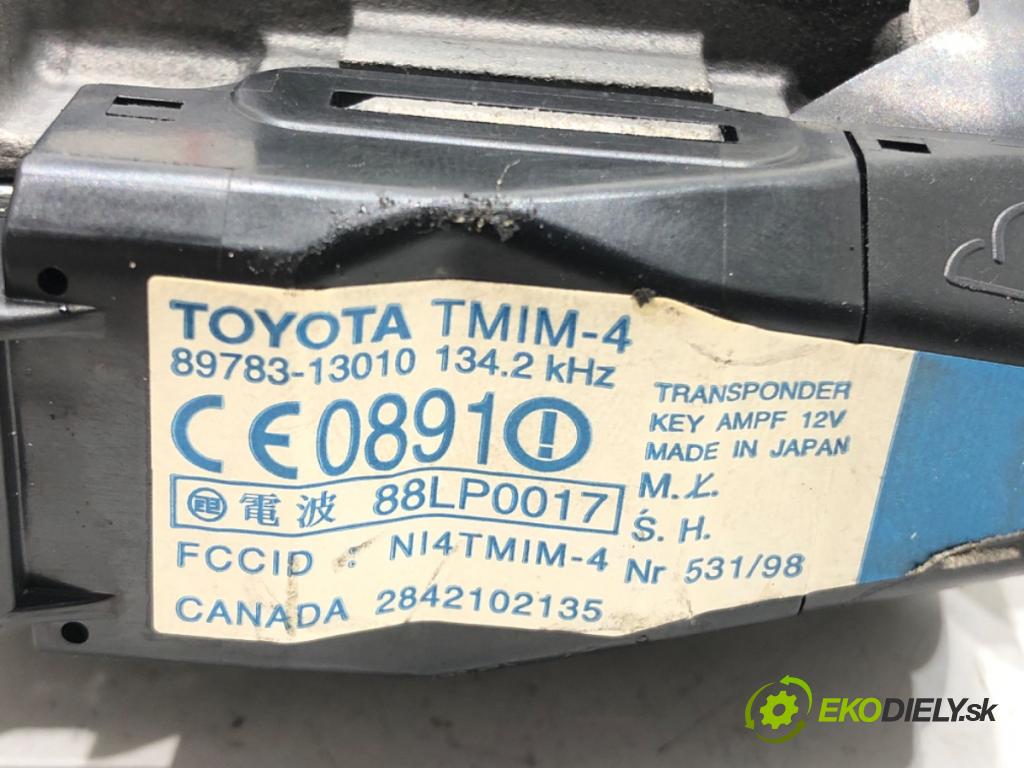 TOYOTA TMIM-4
89783-13010 134.2 kHz
CE0891
電波 88LP0017
FCCID : NI4TMIM-4
CANADA 2842102135
TRANSPONDER
KEY AMPF 12V
MADE IN JAPAN
M.Ł.
Ś. H.
Nr 531/98
EKODIELY.sk